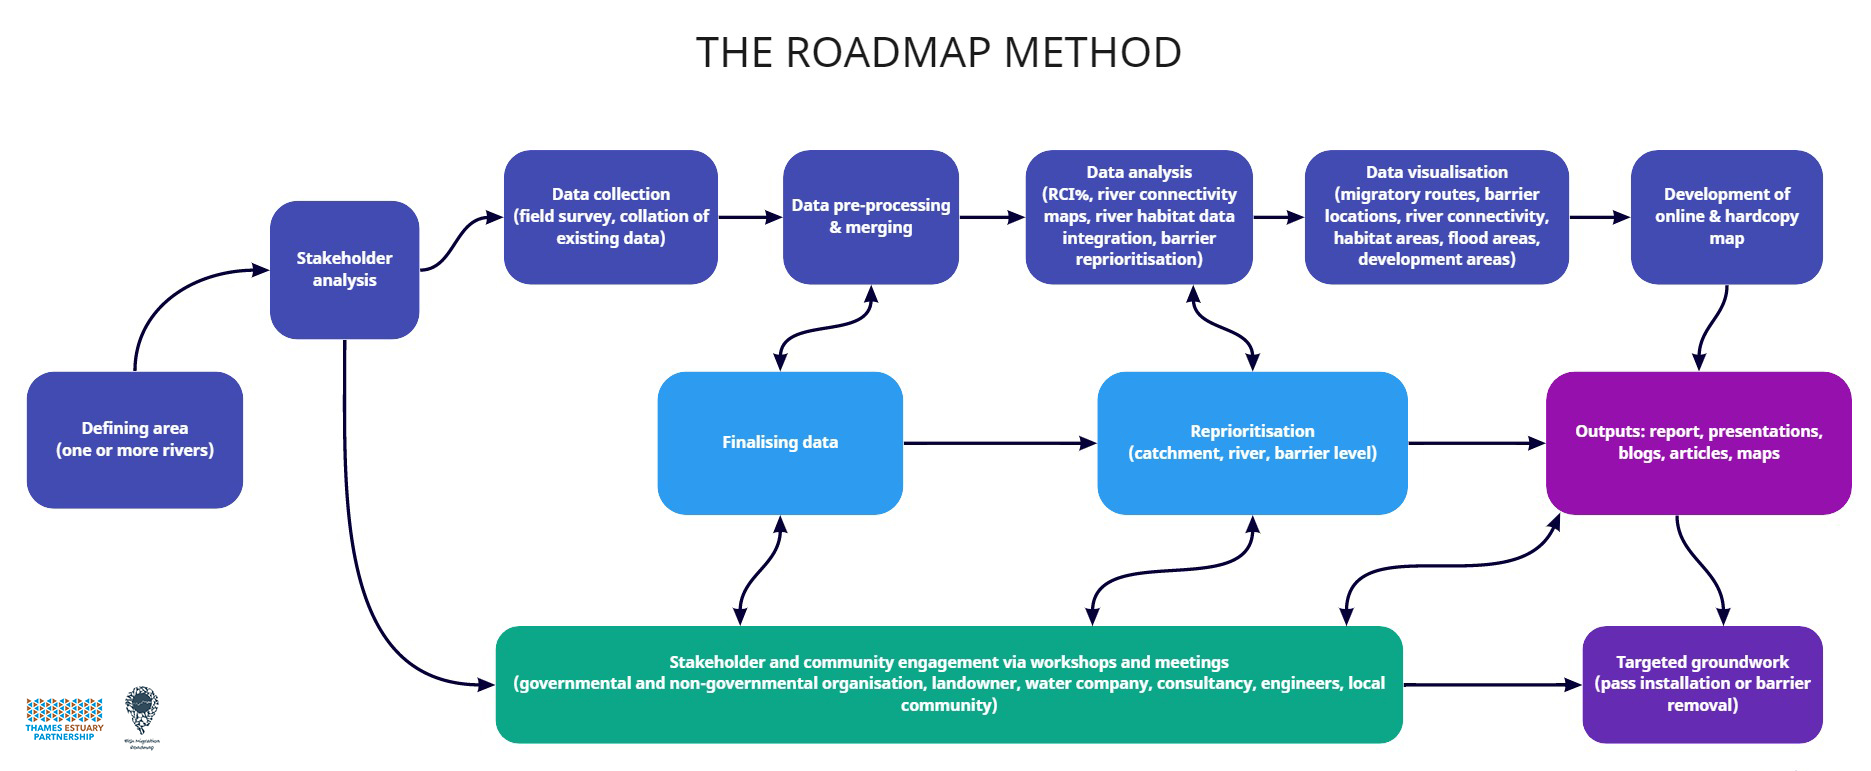 THE ROADMAP METHOD
Defining area
(one or more rivers)
Stakeholder
analysis
Data collection
(field survey, collation of
existing data)
Data pre-processing
& merging
Data analysis
(RCI%, river connectivity
maps, river habitat data
integration, barrier
reprioritisation)
Data visualisation
(migratory routes, barrier
locations, river connectivity,
habitat areas, flood areas,
development areas)
Development of
online & hardcopy
map
Finalising data
Reprioritisation
(catchment, river, barrier level)
Outputs: report, presentations,
blogs, articles, maps
Stakeholder and community engagement via workshops and meetings
(governmental and non-governmental organisation, landowner, water company, consultancy, engineers, local
community)
Targeted groundwork
(pass installation or barrier
removal)
THAMES ESTUARY
PARTNERSHIP
Fish Migration
Roadmap